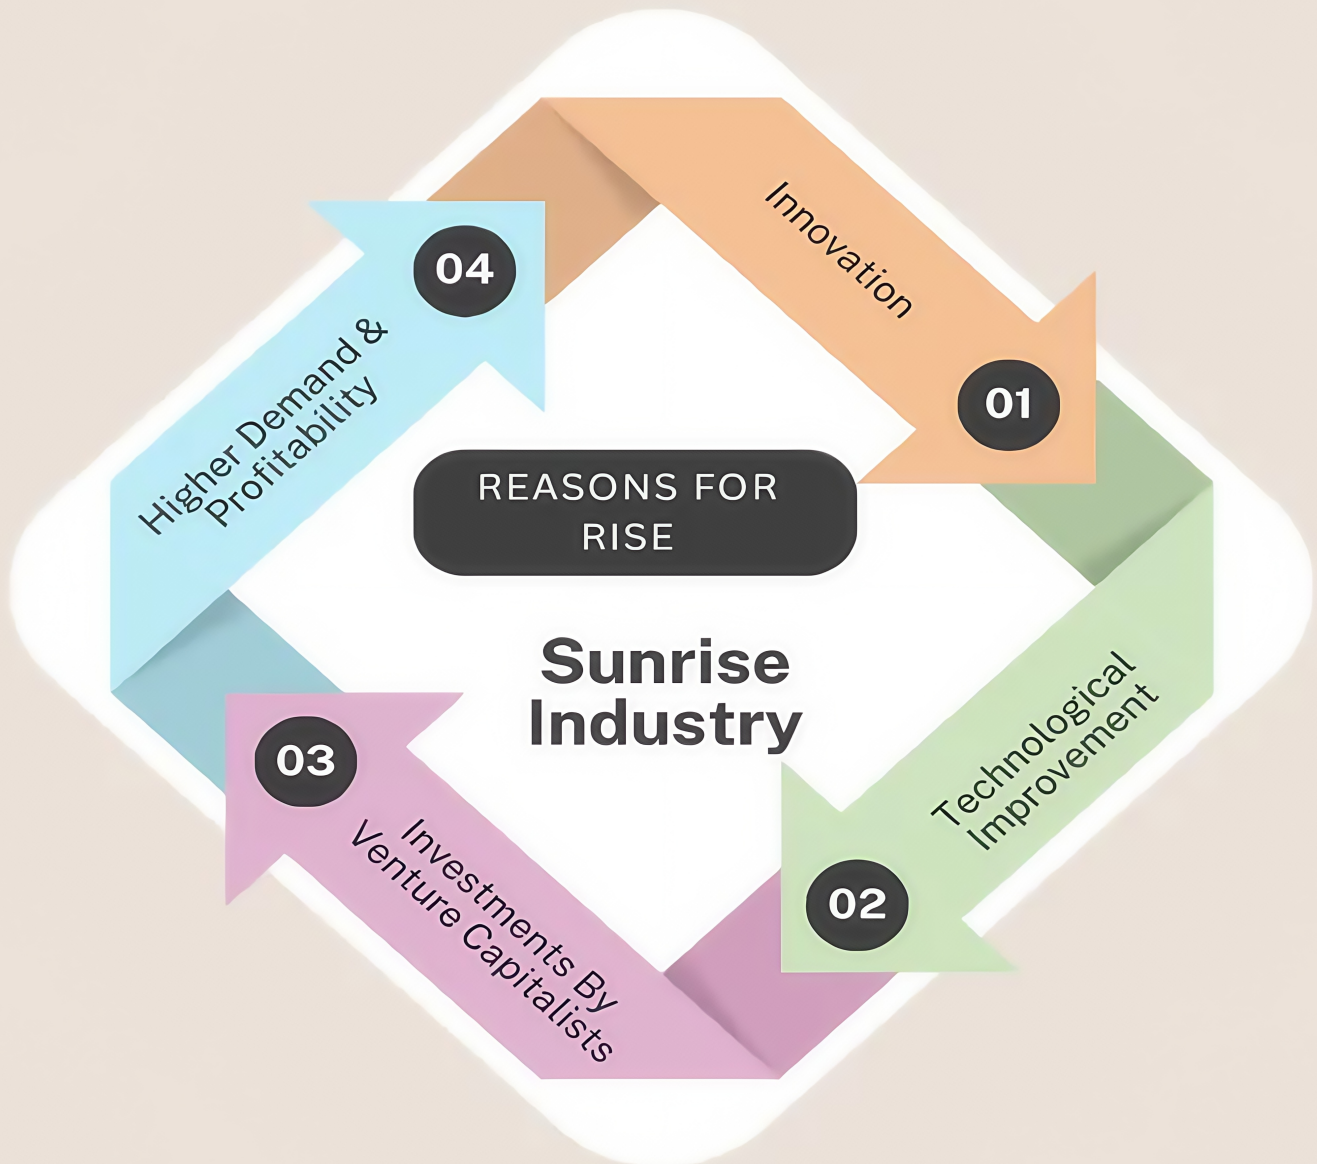 REASONS FOR
RISE
Sunrise
Industry
Innovation
01
Technological
Improvement
02
Investments By
Venture Capitalists
03
Higher Demand &
Profitability
04